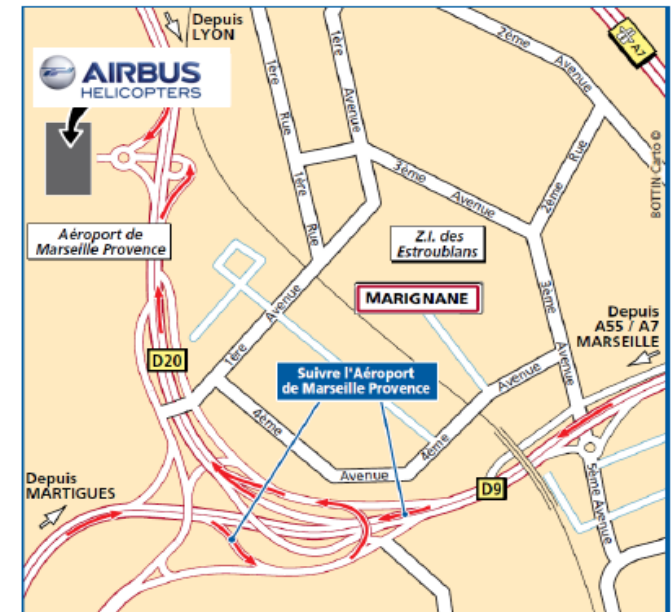 Depuis
LYON
AIRBUS
HELICOPTERS
1ère
Rue
1ère
Avenue
2ème
Avenue
A7
1ère
Rue
3ème
Avenue
2ème
Rue
BOTTIN Carto ©
Aéroport de
Marseille Provence
Z.I. des
Estroublans
MARIGNANE
3ème
Avenue
Depuis
A55 / A7
MARSEILLE
1ère
Avenue
D20
Suivre l'Aéroport
de Marseille Provence
Avenue
4ème
4ème
Avenue
Depuis
MARTIGUES
D9
5ème Avenue